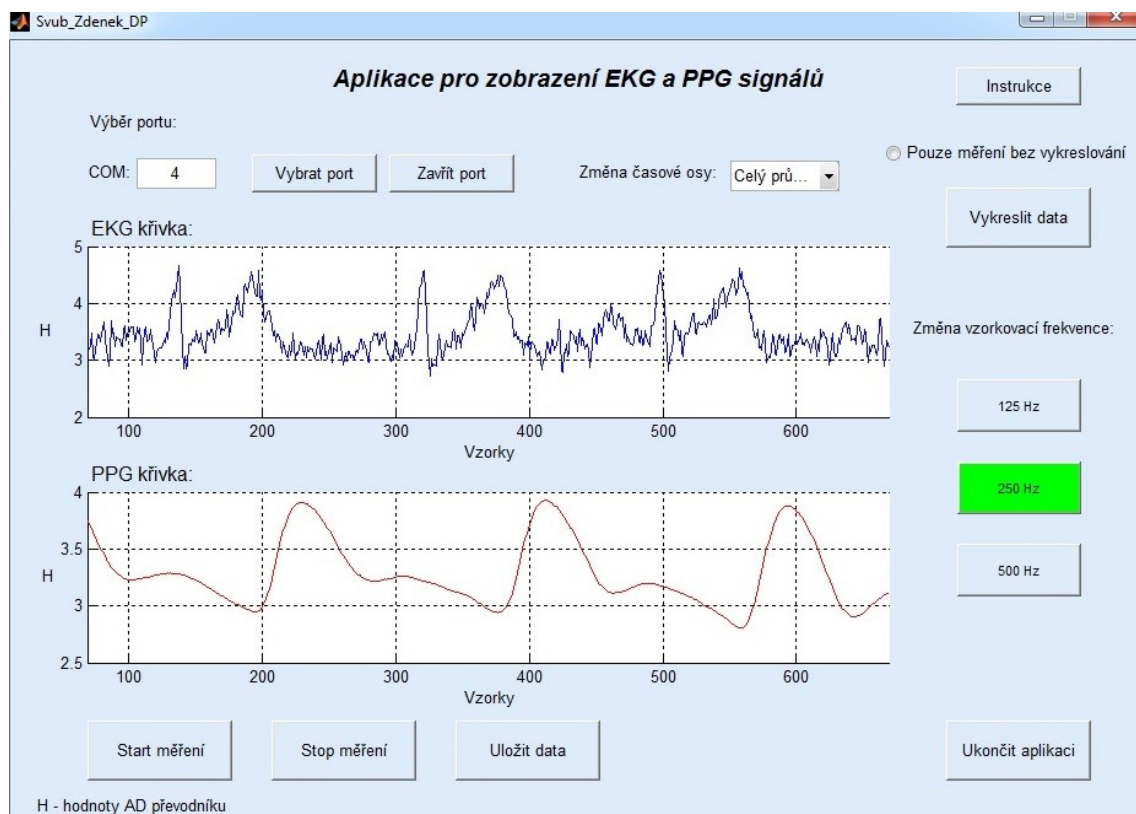 Svub_Zdenek_DP
Aplikace pro zobrazení EKG a PPG signálů
Instrukce
Výběr portu:
COM: 4 Vybrat port Zavřít port Změna časové osy: Celý prů...
Pouze měření bez vykreslování
Vykreslit data
EKG křivka:
5
4
H
3
2
100 200 300 400 500 600
Vzorky
Změna vzorkovací frekvence:
125 Hz
250 Hz
500 Hz
PPG křivka:
4
3.5
H
3
2.5
100 200 300 400 500 600
Vzorky
Start měření Stop měření Uložit data Ukončit aplikaci
H - hodnoty AD převodníku